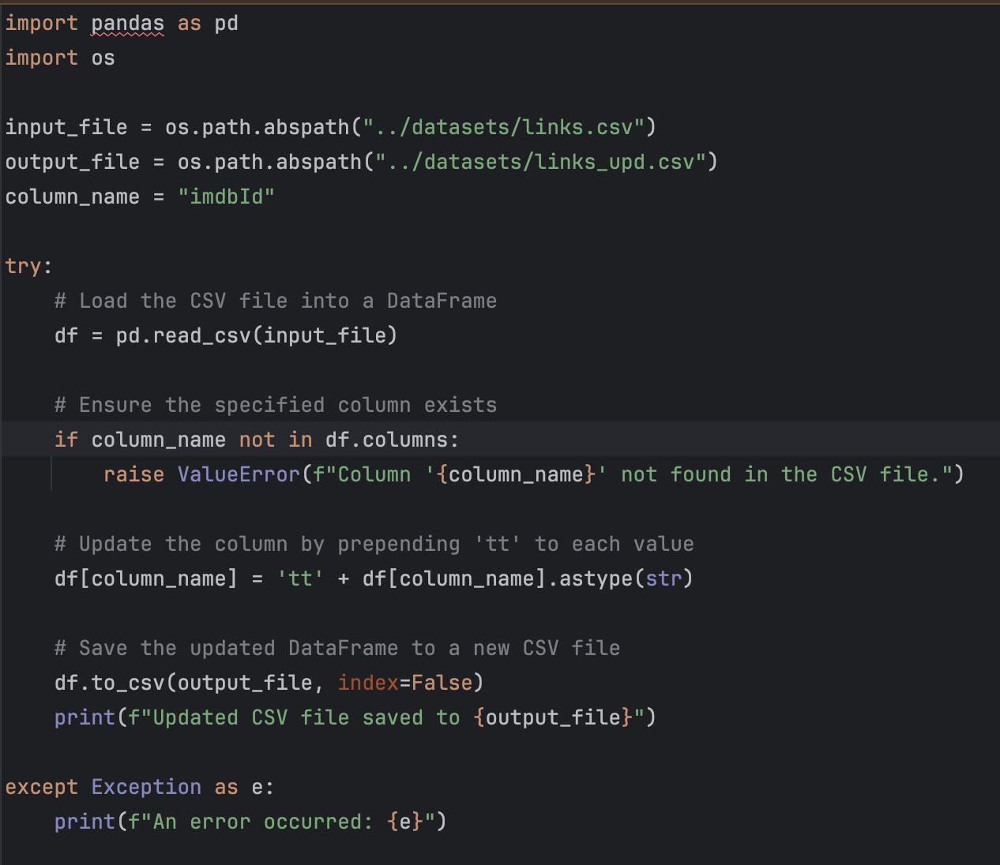 import pandas as pd
import os

input_file = os.path.abspath("../datasets/links.csv")
output_file = os.path.abspath("../datasets/links_upd.csv")
column_name = "imdbId"

try:
    # Load the CSV file into a DataFrame
    df = pd.read_csv(input_file)

    # Ensure the specified column exists
    if column_name not in df.columns:
        raise ValueError(f"Column '{column_name}' not found in the CSV file.")

    # Update the column by prepending 'tt' to each value
    df[column_name] = 'tt' + df[column_name].astype(str)

    # Save the updated DataFrame to a new CSV file
    df.to_csv(output_file, index=False)
    print(f"Updated CSV file saved to {output_file}")

except Exception as e:
    print(f"An error occurred: {e}")